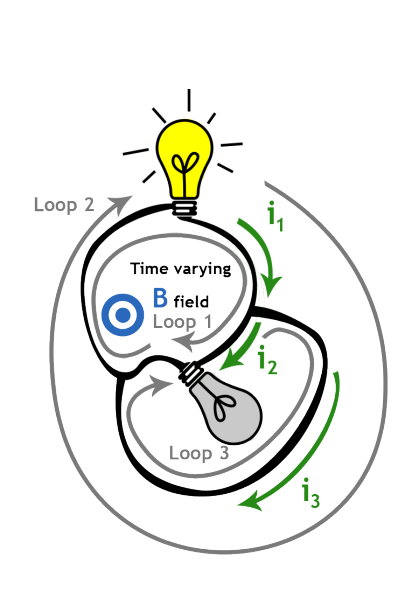 Loop 2
i1
Time varying
B field
Loop 1
i2
Loop 3
i3